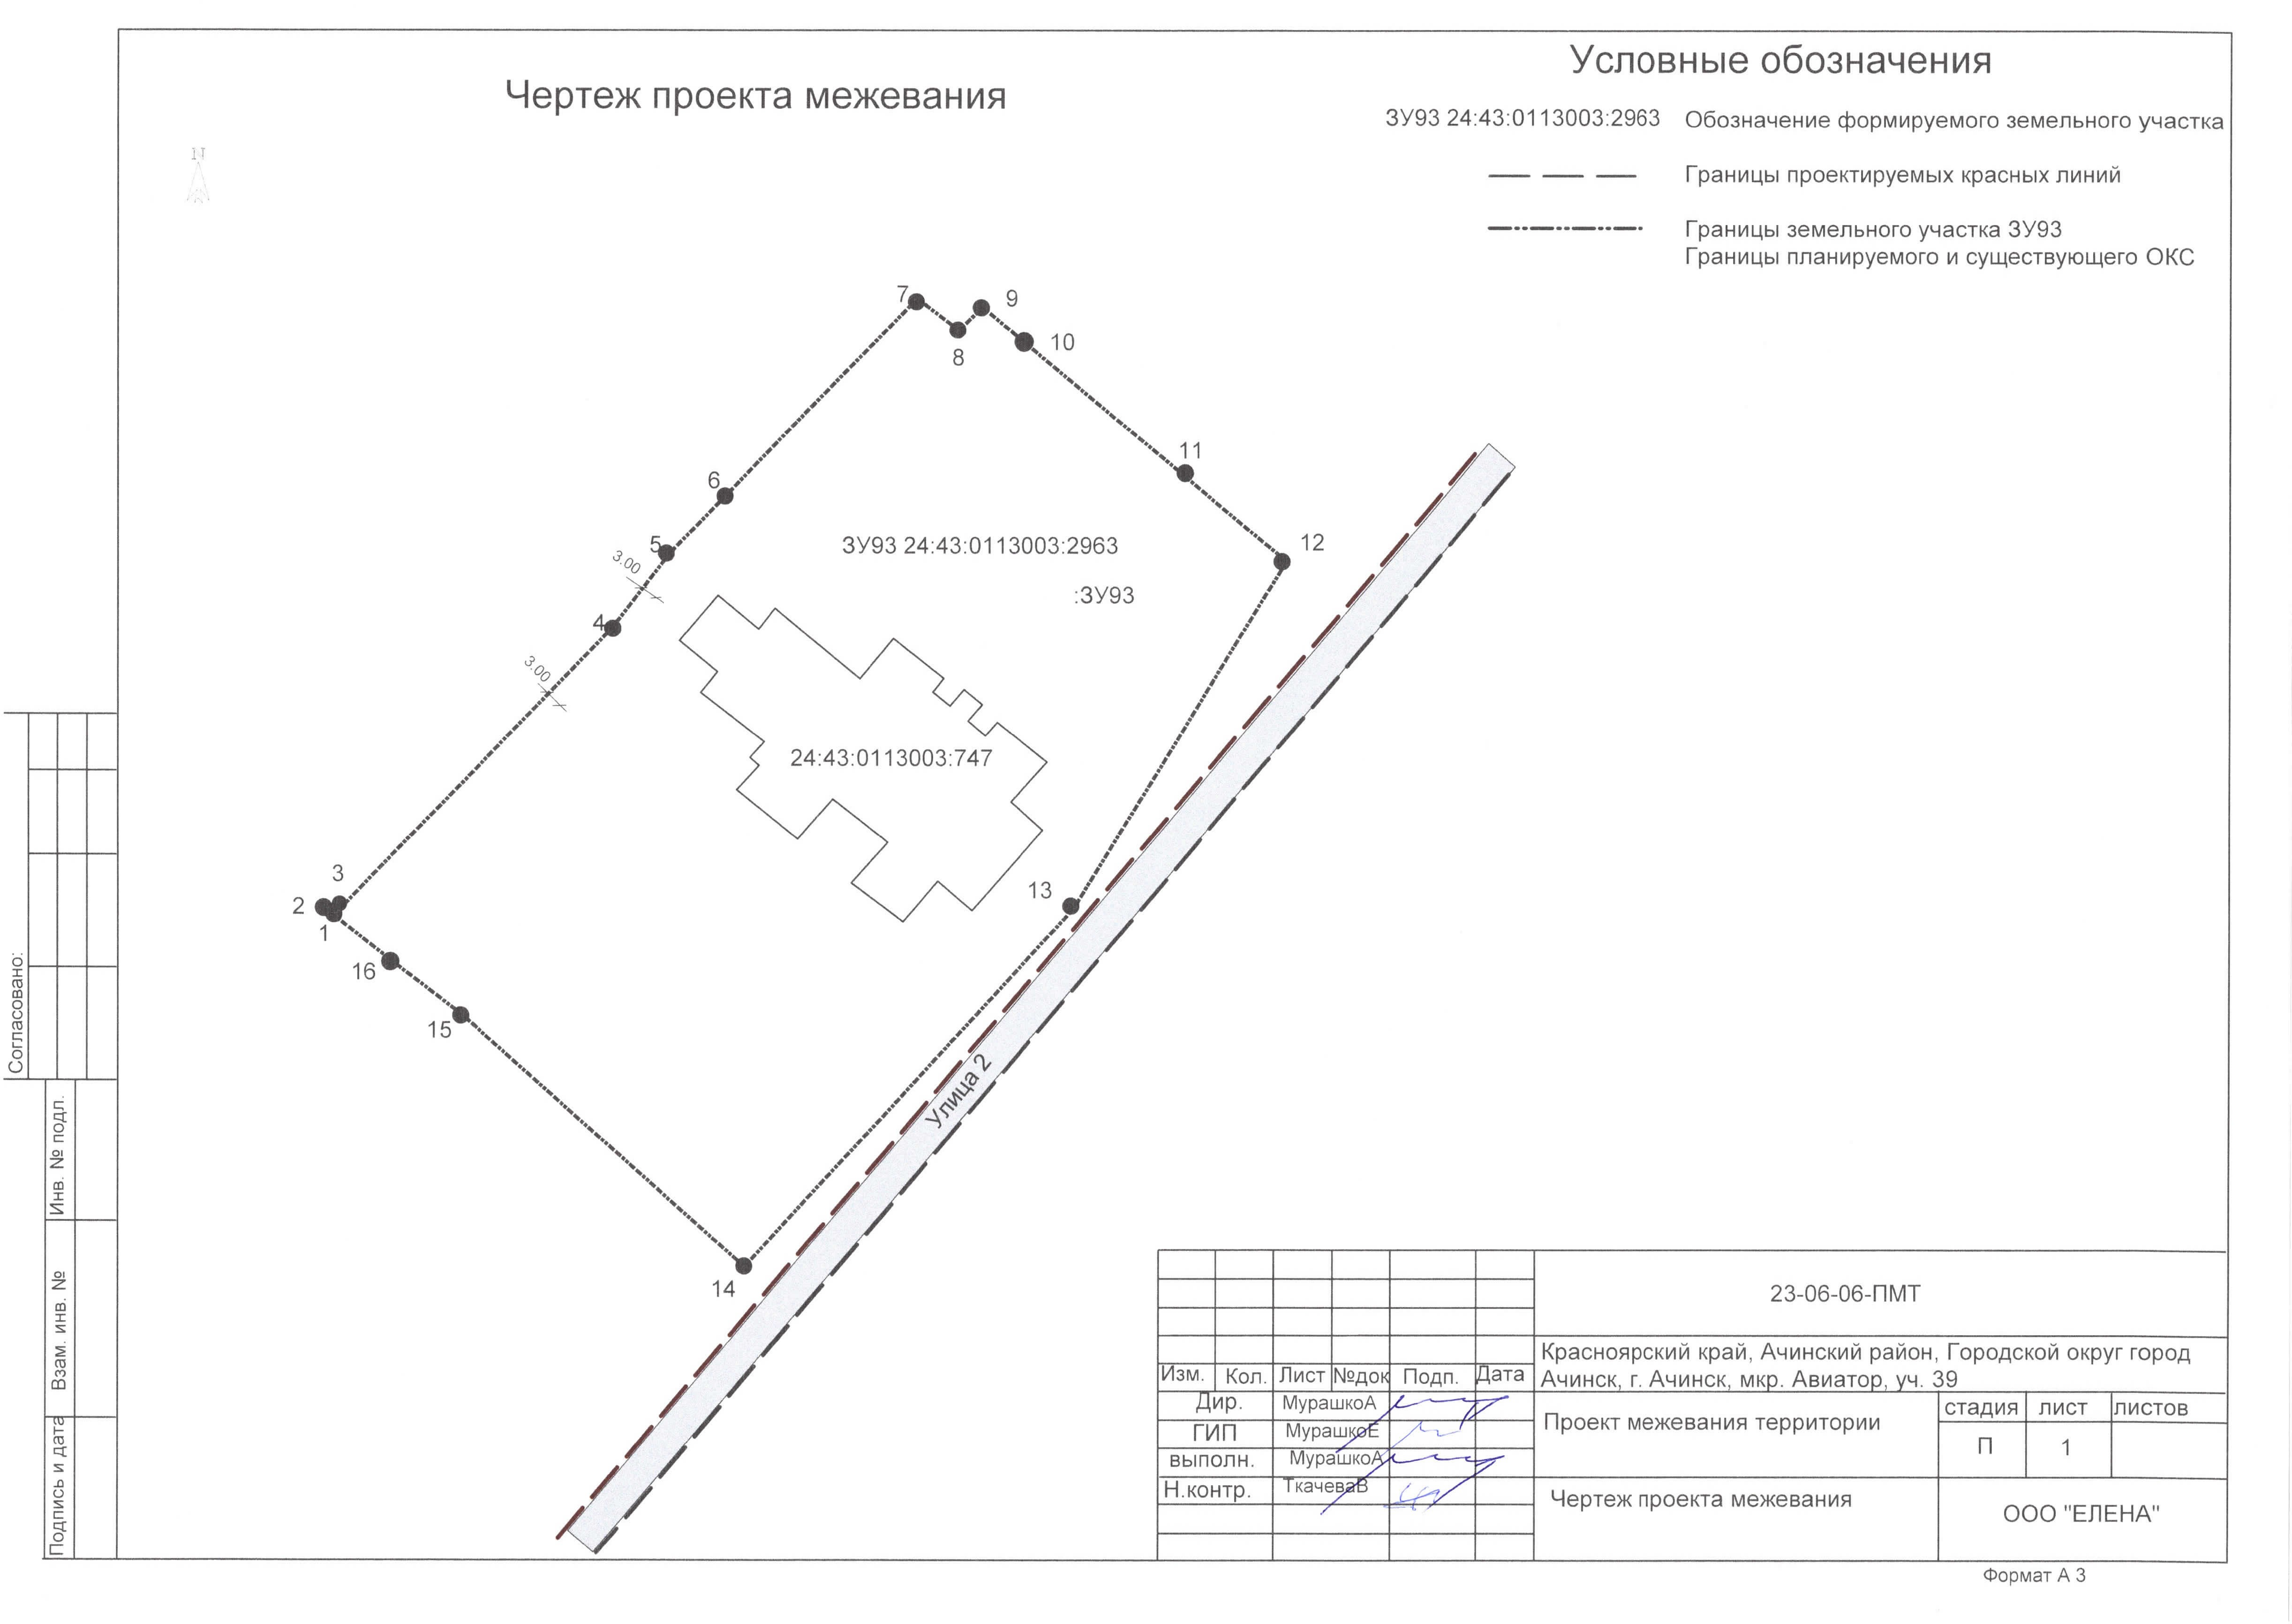 Чертеж проекта межевания
Условные обозначения
ЗУ93 24:43:0113003:2963 Обозначение формируемого земельного участка
Границы проектируемых красных линий
Границы земельного участка ЗУ93
Границы планируемого и существующего ОКС
N
7
9
8
10
11
6
12
5
3.00
ЗУ93 24:43:0113003:2963
:ЗУ93
4
3.00
24:43:0113003:747
3
2
1
13
16
15
14
Улица 2
Согласовано:
Инв. № подл.
Взам. инв. №
Подпись и дата
23-06-06-ПМТ
Красноярский край, Ачинский район, Городской округ город
Ачинск, г. Ачинск, мкр. Авиатор, уч. 39
Изм. Кол. Лист №док Подп. Дата
Дир. МурашкоА
ГИП МурашкоЕ
выполн. МурашкоА
Н.контр. ТкачеваВ
Проект межевания территории
стадия лист листов
П 1
Чертеж проекта межевания
ООО "ЕЛЕНА"
Формат А 3